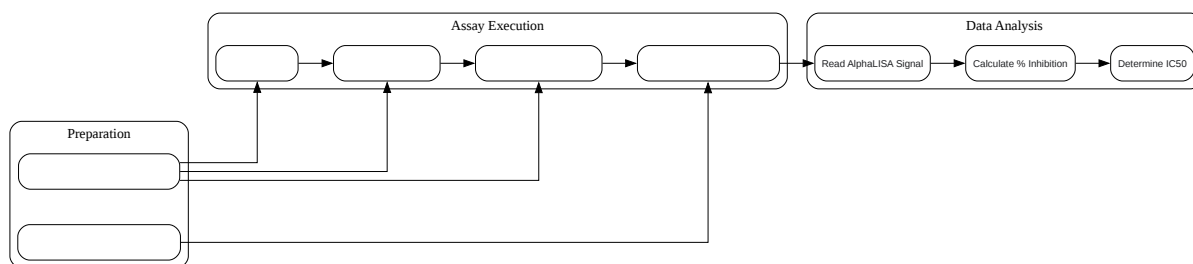 Assay Execution
Data Analysis
Read AlphaLISA Signal
Calculate % Inhibition
Determine IC50
Preparation